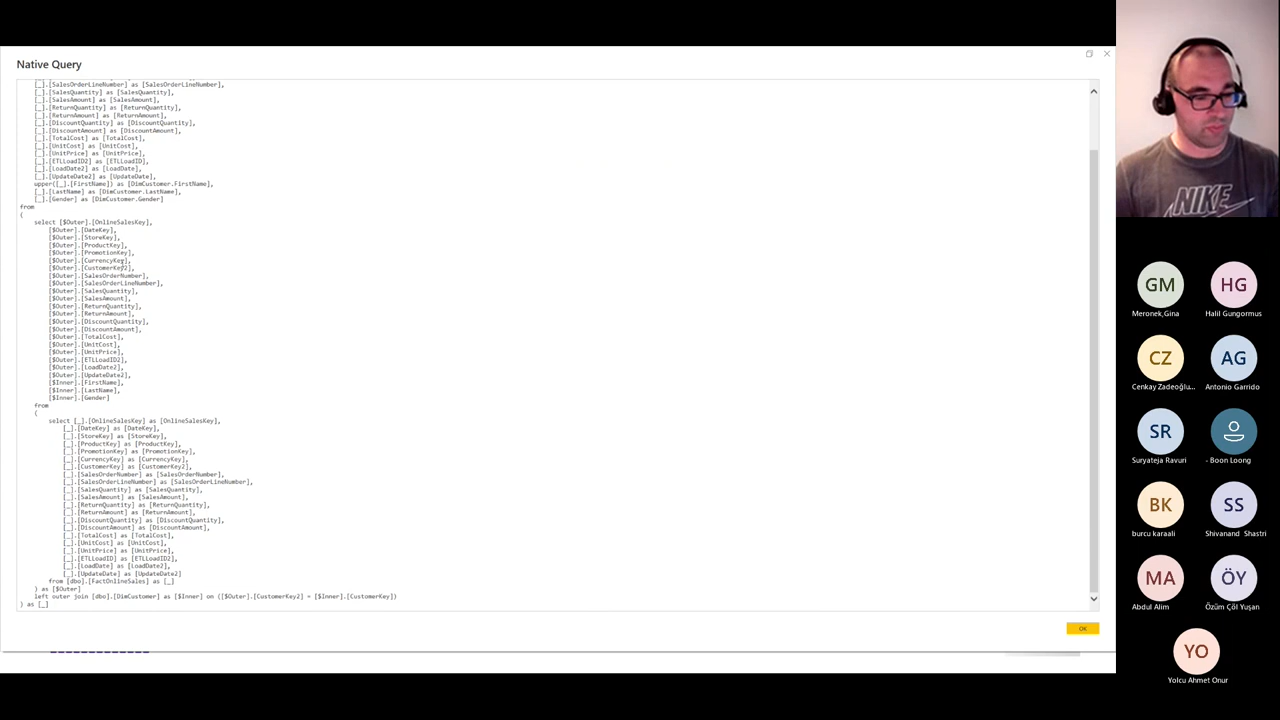 Native Query
[_].[SalesOrderLineNumber] as [SalesOrderLineNumber],
[_].[SalesQuantity] as [SalesQuantity],
[_].[SalesAmount] as [SalesAmount],
[_].[ReturnQuantity] as [ReturnQuantity],
[_].[ReturnAmount] as [ReturnAmount],
[_].[DiscountQuantity] as [DiscountQuantity],
[_].[DiscountAmount] as [DiscountAmount],
[_].[TotalCost] as [TotalCost],
[_].[UnitCost] as [UnitCost],
[_].[UnitPrice] as [UnitPrice],
[_].[ETLLoadID2] as [ETLLoadID],
[_].[LoadDate2] as [LoadDate],
[_].[UpdateDate2] as [UpdateDate],
upper([_].[FirstName]) as [DimCustomer.FirstName],
[_].[LastName] as [DimCustomer.LastName],
[_].[Gender] as [DimCustomer.Gender]
from
(
select [$Outer].[OnlineSalesKey],
[$Outer].[DateKey],
[$Outer].[StoreKey],
[$Outer].[ProductKey],
[$Outer].[PromotionKey],
[$Outer].[CurrencyKey],
[$Outer].[CustomerKey2],
[$Outer].[SalesOrderNumber],
[$Outer].[SalesOrderLineNumber],
[$Outer].[SalesQuantity],
[$Outer].[SalesAmount],
[$Outer].[ReturnQuantity],
[$Outer].[ReturnAmount],
[$Outer].[DiscountQuantity],
[$Outer].[DiscountAmount],
[$Outer].[TotalCost],
[$Outer].[UnitCost],
[$Outer].[UnitPrice],
[$Outer].[ETLLoadID2],
[$Outer].[LoadDate2],
[$Outer].[UpdateDate2],
[$Inner].[FirstName],
[$Inner].[LastName],
[$Inner].[Gender]
from
(
select [_].[OnlineSalesKey] as [OnlineSalesKey],
[_].[DateKey] as [DateKey],
[_].[StoreKey] as [StoreKey],
[_].[ProductKey] as [ProductKey],
[_].[PromotionKey] as [PromotionKey],
[_].[CurrencyKey] as [CurrencyKey],
[_].[CustomerKey] as [CustomerKey2],
[_].[SalesOrderNumber] as [SalesOrderNumber],
[_].[SalesOrderLineNumber] as [SalesOrderLineNumber],
[_].[SalesQuantity] as [SalesQuantity],
[_].[SalesAmount] as [SalesAmount],
[_].[ReturnQuantity] as [ReturnQuantity],
[_].[ReturnAmount] as [ReturnAmount],
[_].[DiscountQuantity] as [DiscountQuantity],
[_].[DiscountAmount] as [DiscountAmount],
[_].[TotalCost] as [TotalCost],
[_].[UnitCost] as [UnitCost],
[_].[UnitPrice] as [UnitPrice],
[_].[ETLLoadID] as [ETLLoadID2],
[_].[LoadDate] as [LoadDate2],
[_].[UpdateDate] as [UpdateDate2]
from [dbo].[FactOnlineSales] as [_]
) as [$Outer]
left outer join [dbo].[DimCustomer] as [$Inner] on ([$Outer].[CustomerKey2] = [$Inner].[CustomerKey])
) as [_]
OK
NIKE
GM
HG
Meronek,Gina
Halil Gungormus
CZ
AG
Cenkay Zadeoğlu...
Antonio Garrido
SR
Suryateja Ravuri
- Boon Loong
BK
SS
burcu karaali
Shivanand Shastri
MA
ÖY
Abdul Alim
Özüm Çöl Yuşan
YO
Yolcu Ahmet Onur